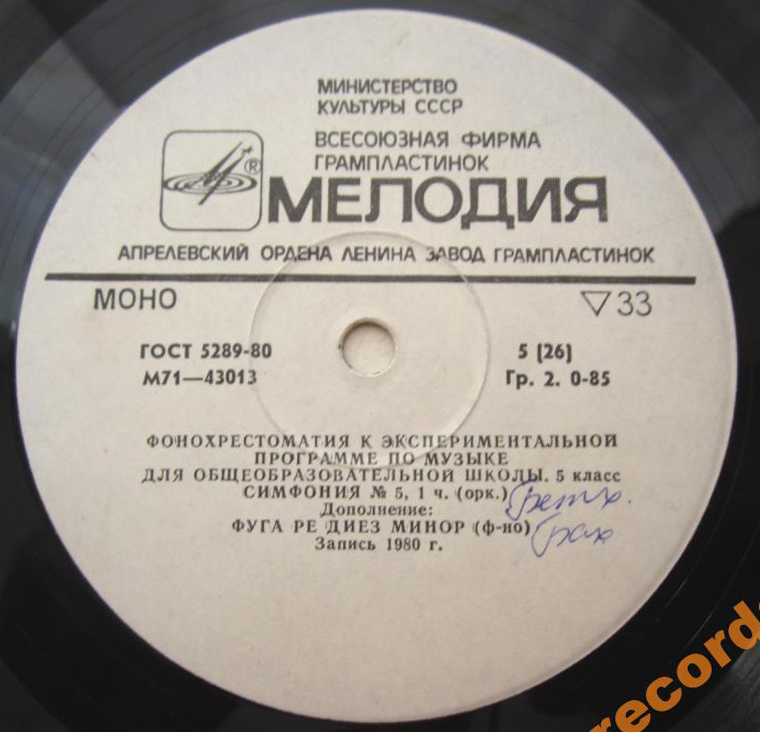 МИНИСТЕРСТВО
КУЛЬТУРЫ СССР
ВСЕСОЮЗНАЯ ФИРМА
ГРАМПЛАСТИНОК
®
МЕЛОДИЯ
АПРЕЛЕВСКИЙ ОРДЕНА ЛЕНИНА ЗАВОД ГРАМПЛАСТИНОК
МОНО ▽33
ГОСТ 5289-80 5 (26)
М71—43013 Гр. 2. 0-85
ФОНОХРЕСТОМАТИЯ К ЭКСПЕРИМЕНТАЛЬНОЙ
ПРОГРАММЕ ПО МУЗЫКЕ
ДЛЯ ОБЩЕОБРАЗОВАТЕЛЬНОЙ ШКОЛЫ. 5 класс
СИМФОНИЯ № 5, 1 ч. (орк.)
Дополнение:
ФУГА РЕ ДИЕЗ МИНОР (ф-но)
Запись 1980 г.
record